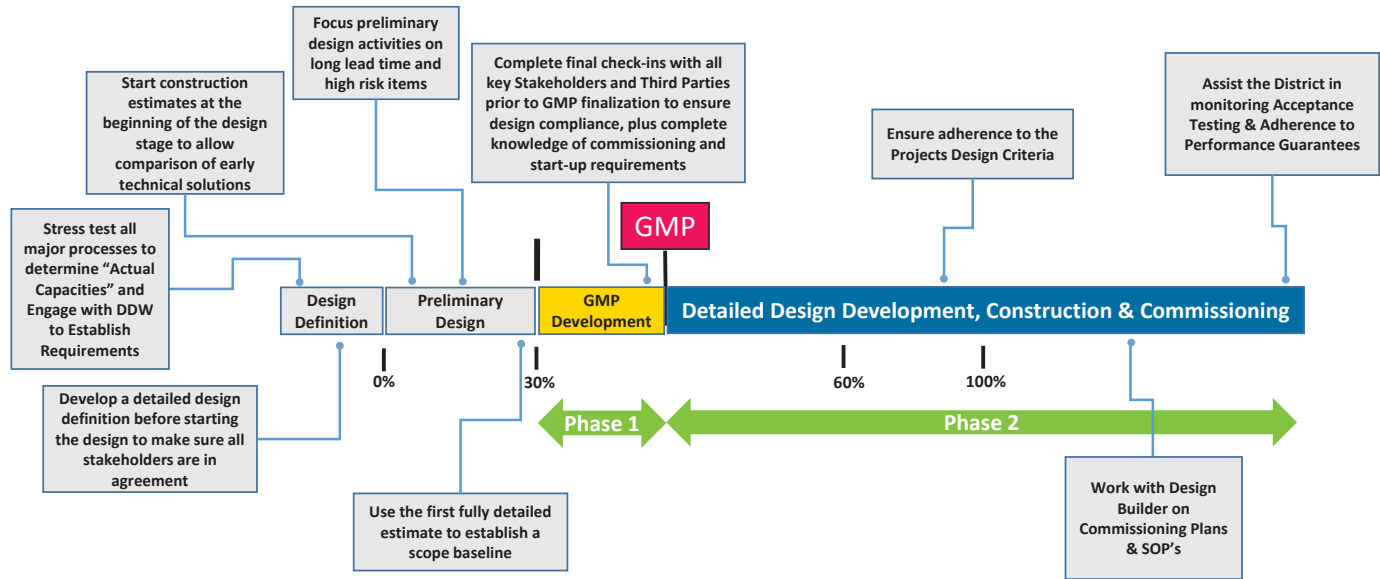 Focus preliminary
design activities on
long lead time and
high risk items
Complete final check-ins with all
key Stakeholders and Third Parties
prior to GMP finalization to ensure
design compliance, plus complete
knowledge of commissioning and
start-up requirements
Start construction
estimates at the
beginning of the design
stage to allow
comparison of early
technical solutions
Ensure adherence to the
Projects Design Criteria
Assist the District in
monitoring Acceptance
Testing & Adherence to
Performance Guarantees
Stress test all
major processes to
determine “Actual
Capacities” and
Engage with DDW
to Establish
Requirements
GMP
Design
Definition
Preliminary
Design
GMP
Development
Detailed Design Development, Construction & Commissioning
0%
30%
60%
100%
Phase 1
Phase 2
Develop a detailed design
definition before starting
the design to make sure all
stakeholders are in
agreement
Use the first fully detailed
estimate to establish a
scope baseline
Work with Design
Builder on
Commissioning Plans
& SOP's